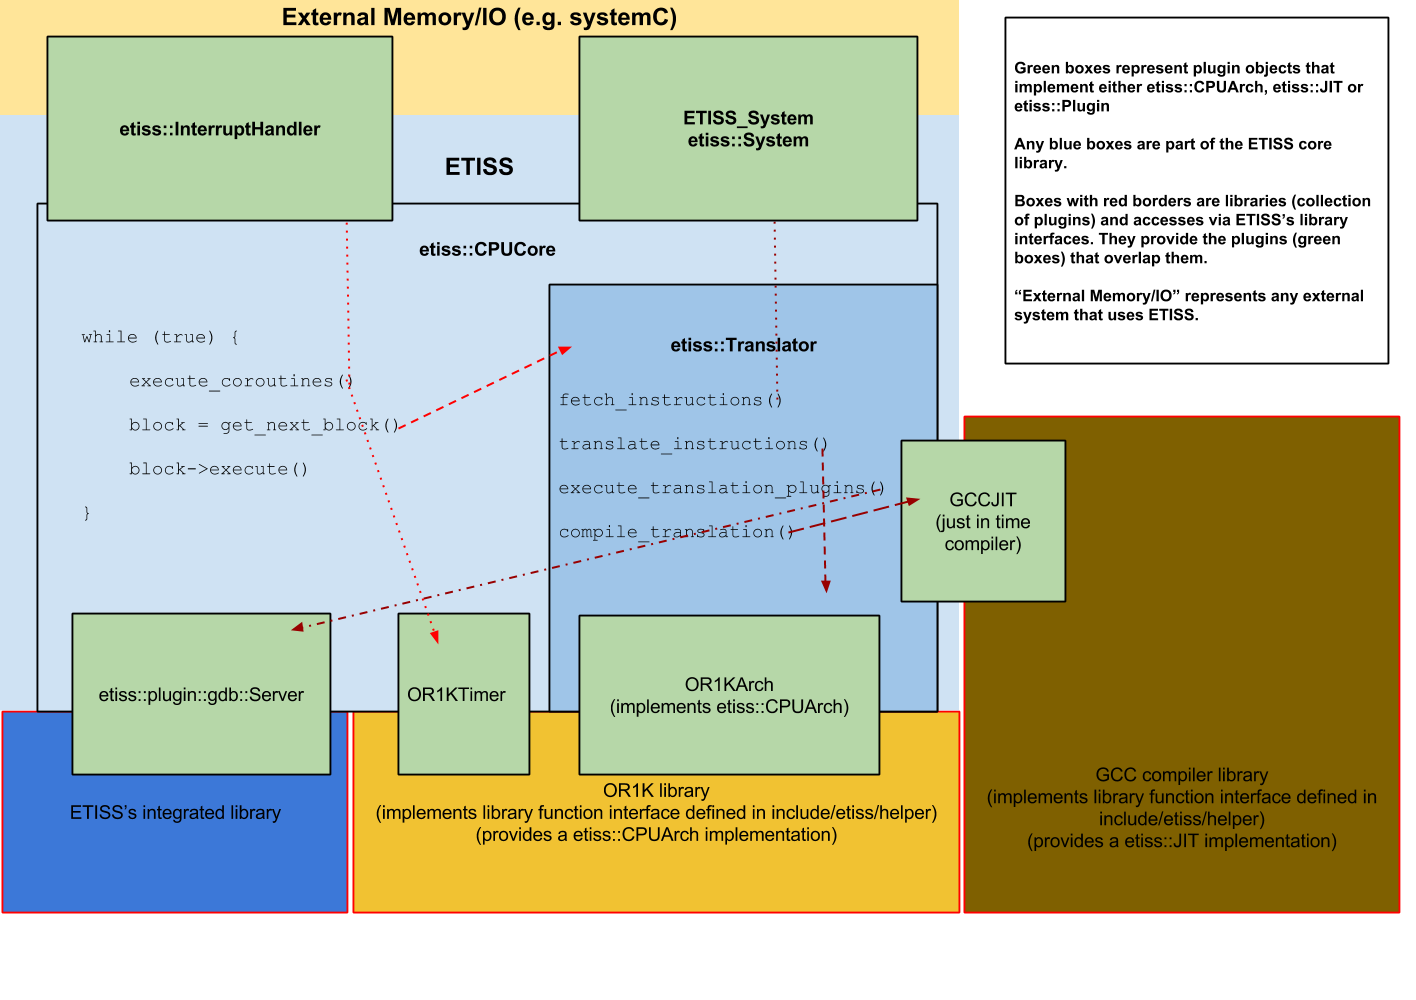 External Memory/IO (e.g. systemC)
etiss::InterruptHandler
ETISS_System
etiss::System
ETISS
etiss::CPUCore
while (true) {
execute_coroutines()
block = get_next_block()
block->execute()
}
etiss::Translator
fetch_instructions()
translate_instructions()
execute_translation_plugins()
compile_translation()
GCCJIT
(just in time
compiler)
etiss::plugin::gdb::Server
OR1KTimer
OR1KArch
(implements etiss::CPUArch)
ETISS's integrated library
OR1K library
(implements library function interface defined in include/etiss/helper)
(provides a etiss::CPUArch implementation)
GCC compiler library
(implements library function interface defined in
include/etiss/helper)
(provides a etiss::JIT implementation)
Green boxes represent plugin objects that
implement either etiss::CPUArch, etiss::JIT or
etiss::Plugin
Any blue boxes are part of the ETISS core
library.
Boxes with red borders are libraries (collection
of plugins) and accesses via ETISS's library
interfaces. They provide the plugins (green
boxes) that overlap them.
“External Memory/IO” represents any external
system that uses ETISS.